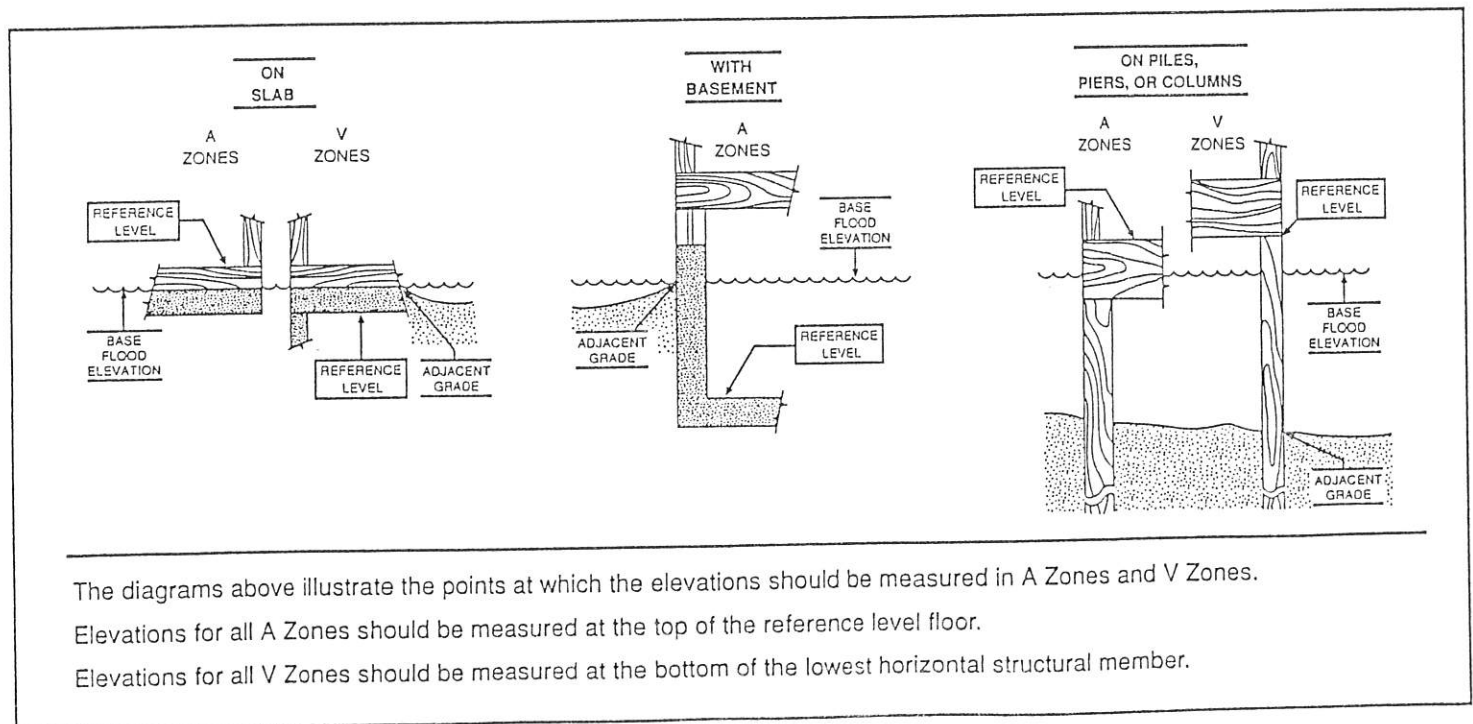 ON
SLAB
A
ZONES
V
ZONES
REFERENCE
LEVEL
BASE
FLOOD
ELEVATION
REFERENCE
LEVEL
ADJACENT
GRADE
WITH
BASEMENT
A
ZONES
BASE
FLOOD
ELEVATION
ADJACENT
GRADE
REFERENCE
LEVEL
ON PILES,
PIERS, OR COLUMNS
A
ZONES
V
ZONES
REFERENCE
LEVEL
REFERENCE
LEVEL
BASE
FLOOD
ELEVATION
ADJACENT
GRADE
The diagrams above illustrate the points at which the elevations should be measured in A Zones and V Zones.
Elevations for all A Zones should be measured at the top of the reference level floor.
Elevations for all V Zones should be measured at the bottom of the lowest horizontal structural member.